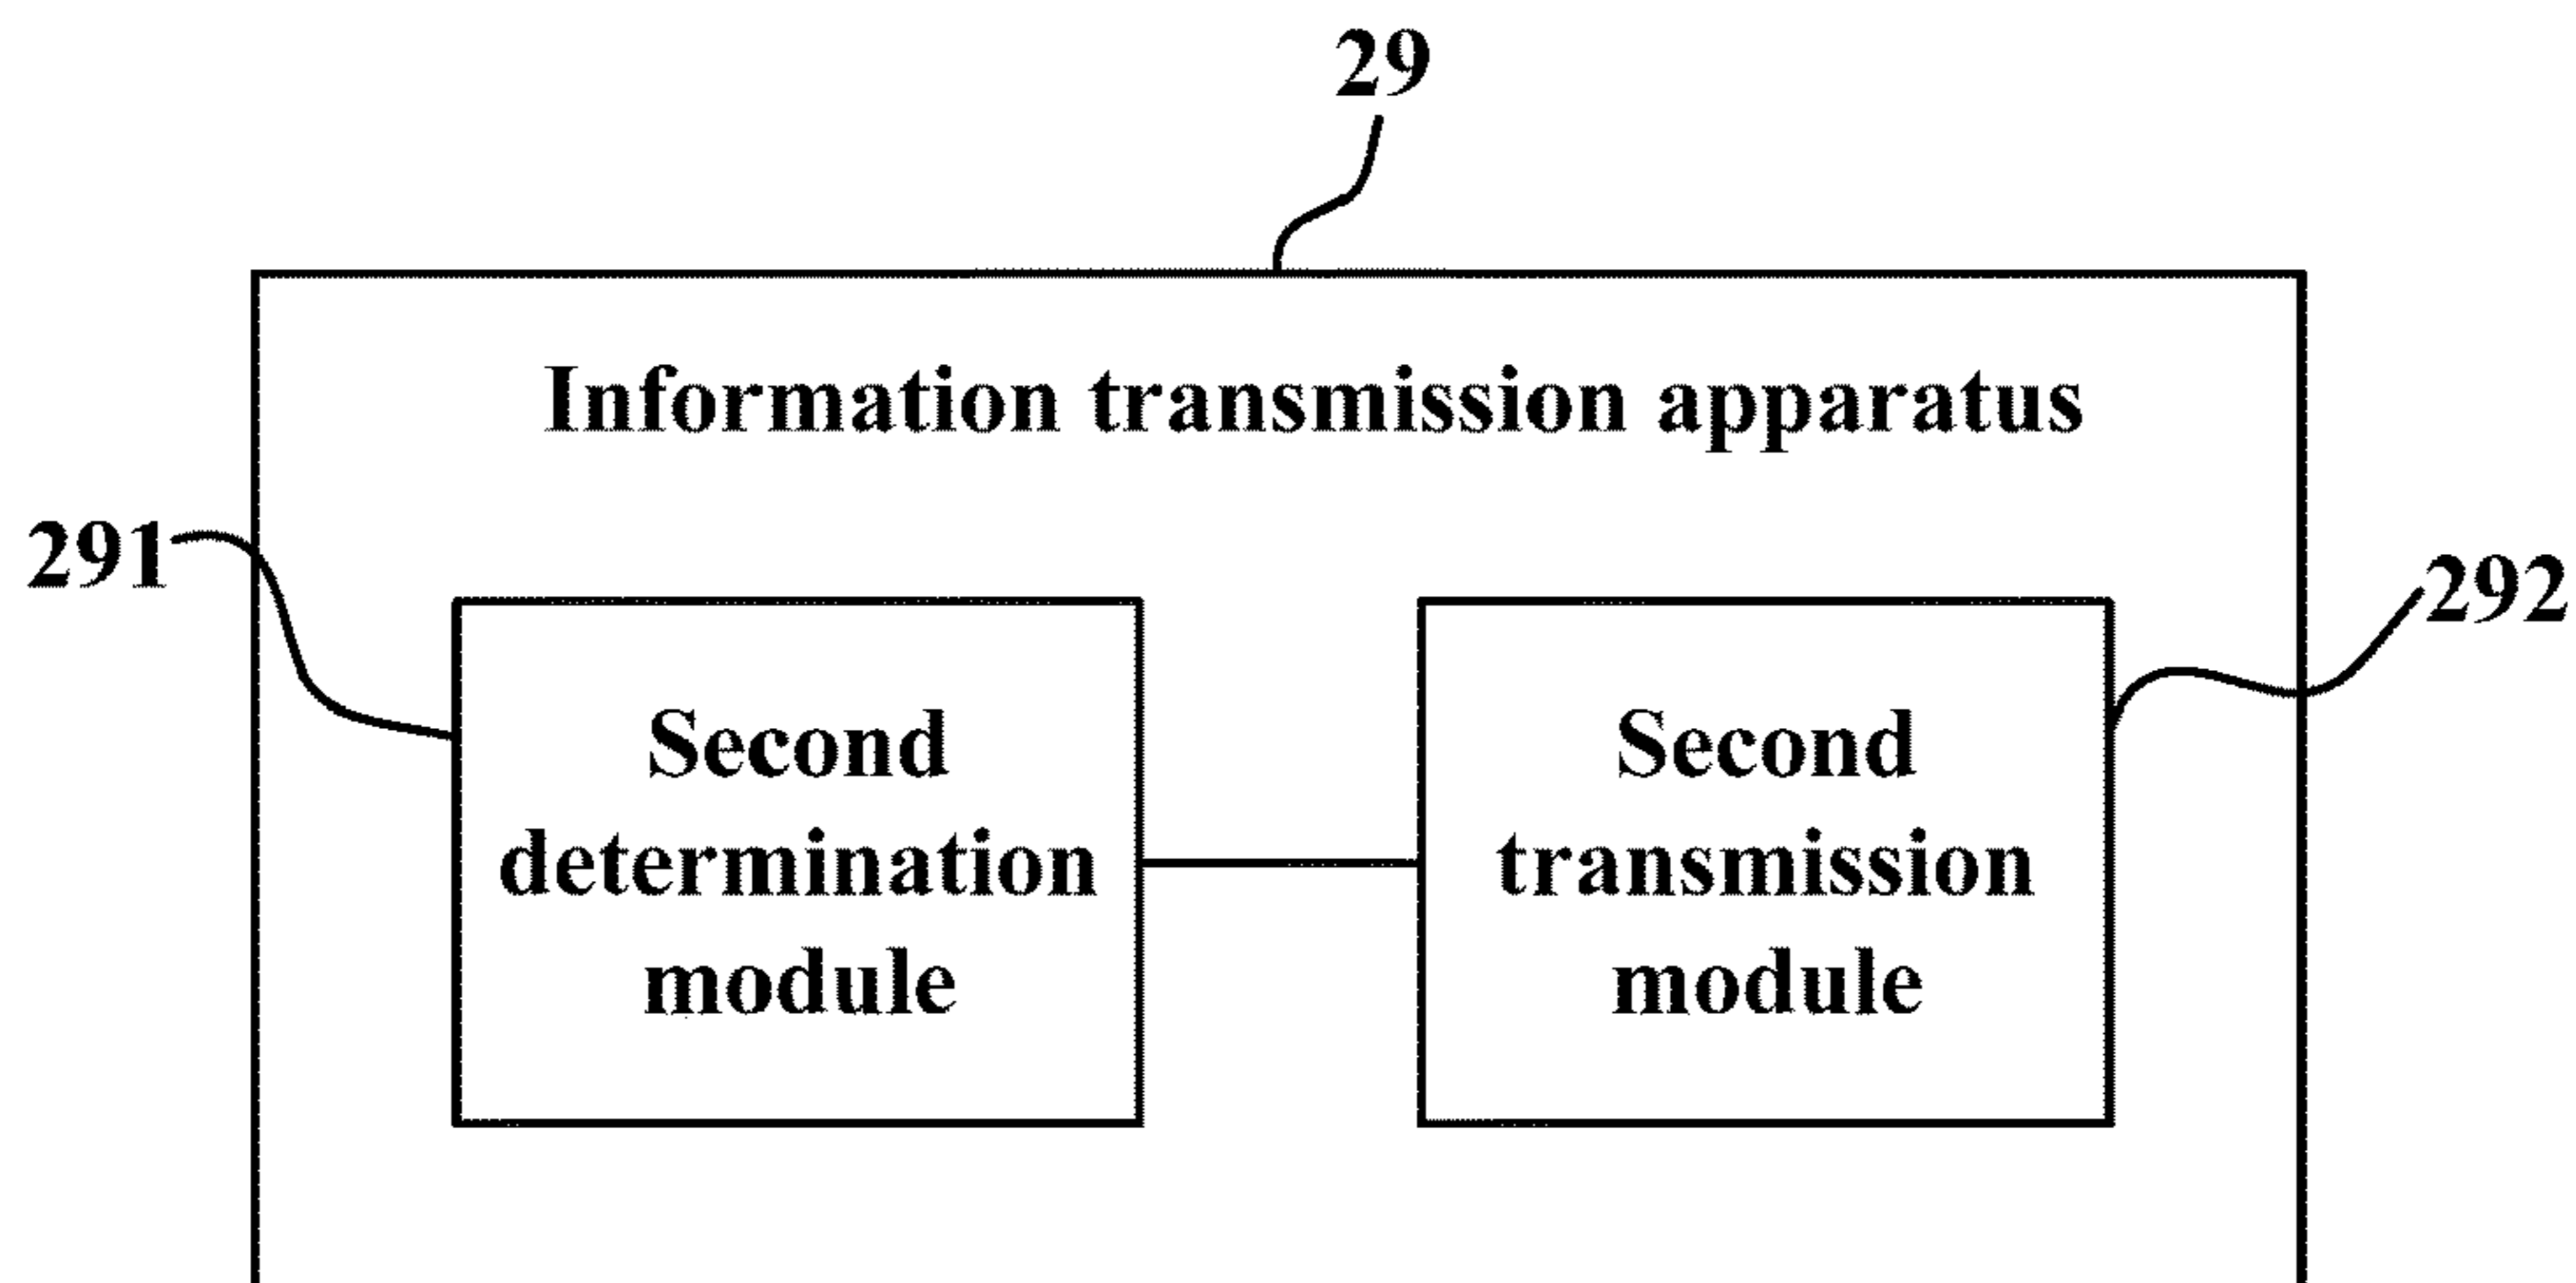 29
Information transmission apparatus
291
292
Second
determination
module
Second
transmission
module